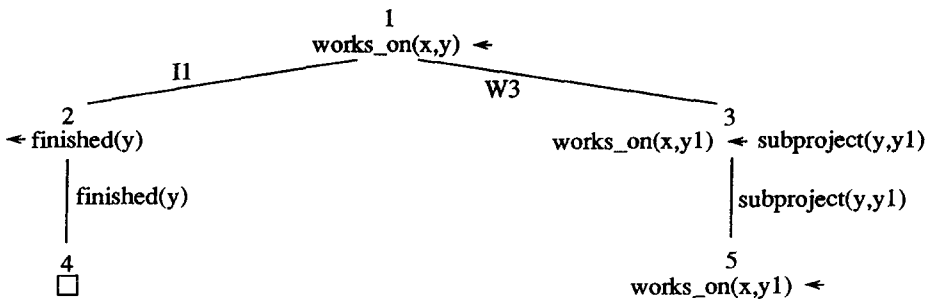 1
works_on(x,y) ←
I1
W3
2
3
← finished(y)
works_on(x,y1) ← subproject(y,y1)
finished(y)
subproject(y,y1)
4
5
works_on(x,y1) ←